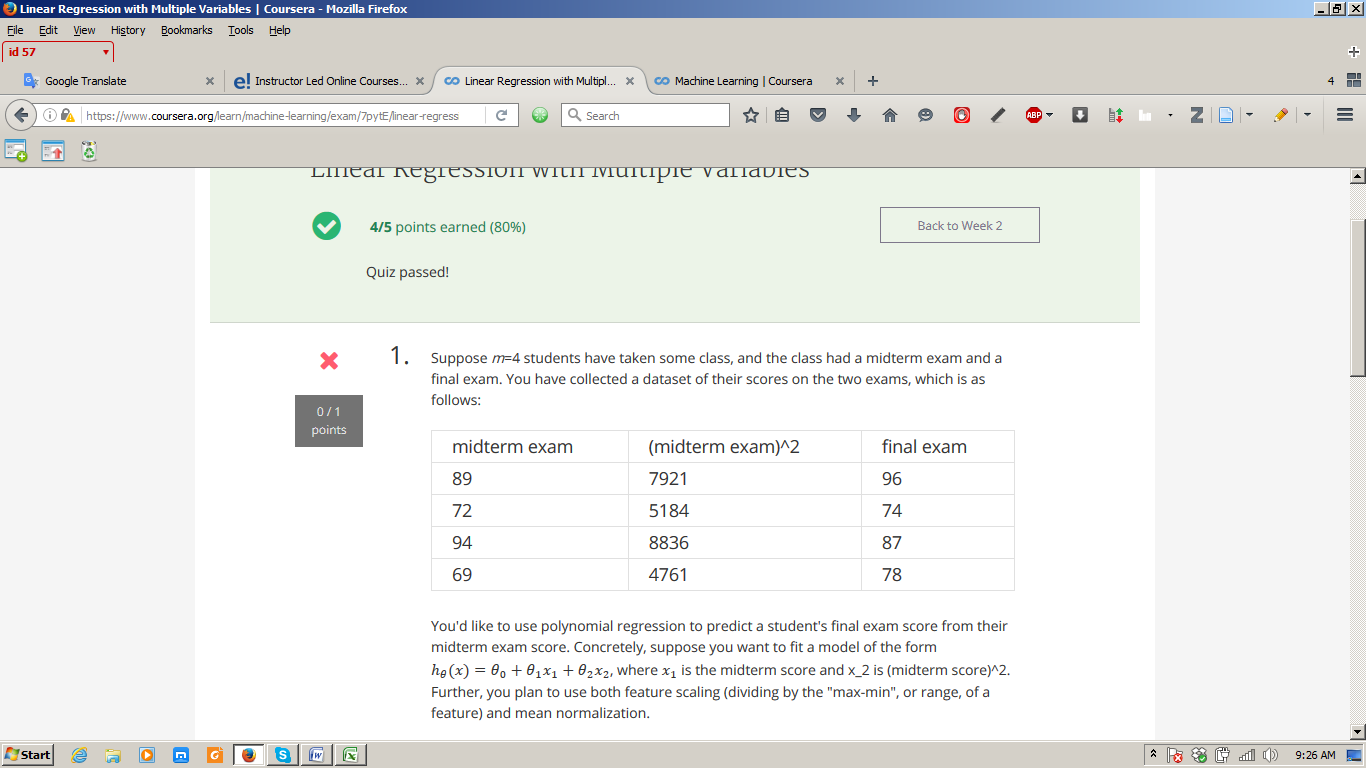 Linear Regression with Multiple Variables | Coursera - Mozilla Firefox
File Edit View History Bookmarks Tools Help
id 57
Google Translate
Instructor Led Online Courses...
Linear Regression with Multipl...
Machine Learning | Coursera
4
https://www.coursera.org/learn/machine-learning/exam/7pytE/linear-regress
Search
ABP
Linear Regression with Multiple Variables
4/5 points earned (80%)
Back to Week 2
Quiz passed!
0 / 1
points
1.
Suppose m=4 students have taken some class, and the class had a midterm exam and a
final exam. You have collected a dataset of their scores on the two exams, which is as
follows:
midterm exam (midterm exam)^2 final exam
89 7921 96
72 5184 74
94 8836 87
69 4761 78
You'd like to use polynomial regression to predict a student's final exam score from their
midterm exam score. Concretely, suppose you want to fit a model of the form
hθ(x) = θ0 + θ1x1 + θ2x2, where x1 is the midterm score and x_2 is (midterm score)^2.
Further, you plan to use both feature scaling (dividing by the "max-min", or range, of a
feature) and mean normalization.
Start
9:26 AM